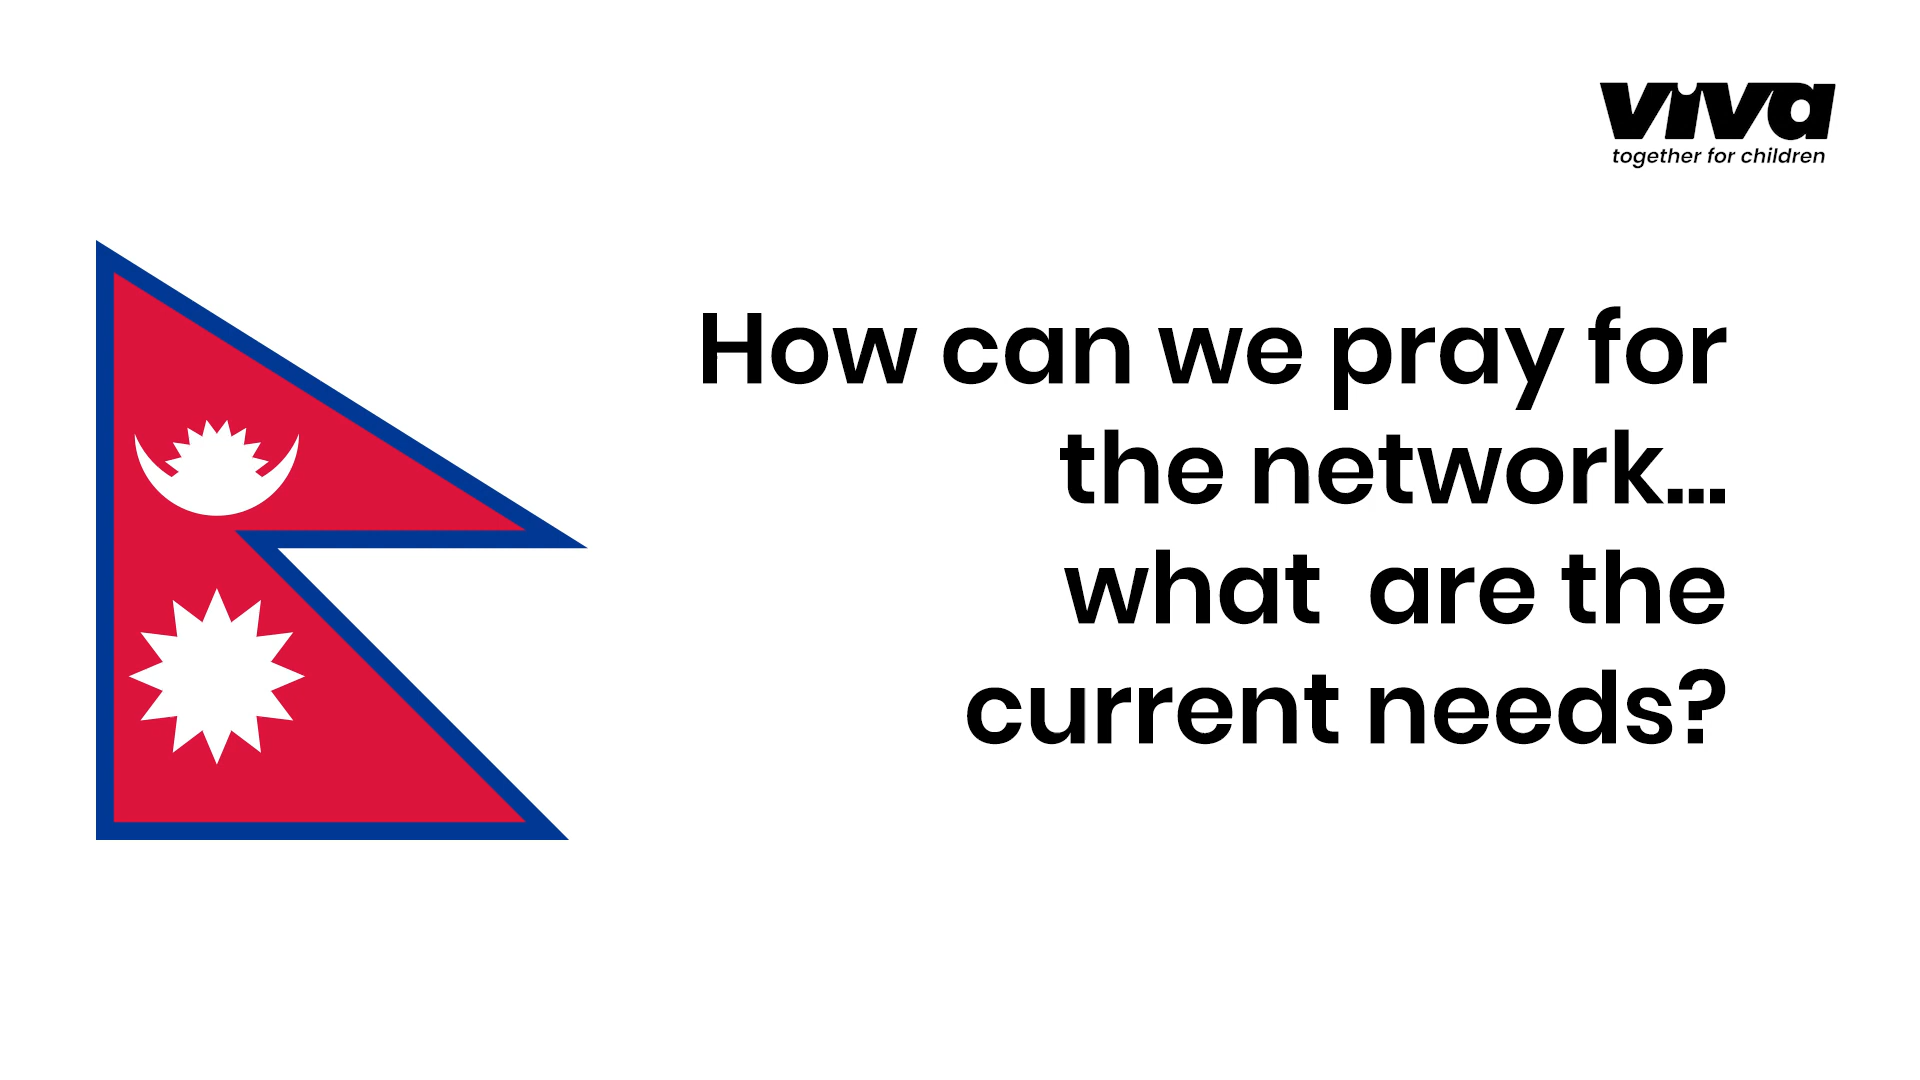 viva
together for children
How can we pray for
the network...
what  are the
current needs?